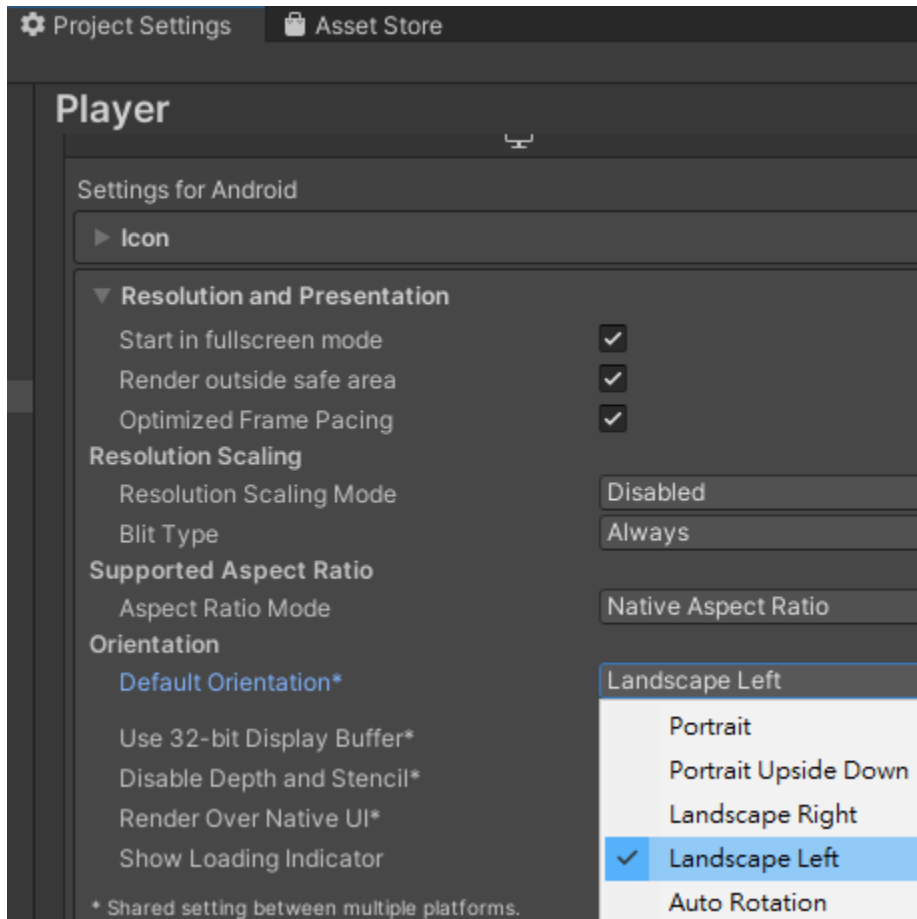 Project Settings Asset Store
Player
Settings for Android
Icon
Resolution and Presentation
Start in fullscreen mode
Render outside safe area
Optimized Frame Pacing
Resolution Scaling
Resolution Scaling Mode Disabled
Blit Type Always
Supported Aspect Ratio
Aspect Ratio Mode Native Aspect Ratio
Orientation
Default Orientation* Landscape Left
Portrait
Use 32-bit Display Buffer*
Portrait Upside Down
Disable Depth and Stencil*
Landscape Right
Render Over Native UI*
Landscape Left
Show Loading Indicator
Auto Rotation
* Shared setting between multiple platforms.